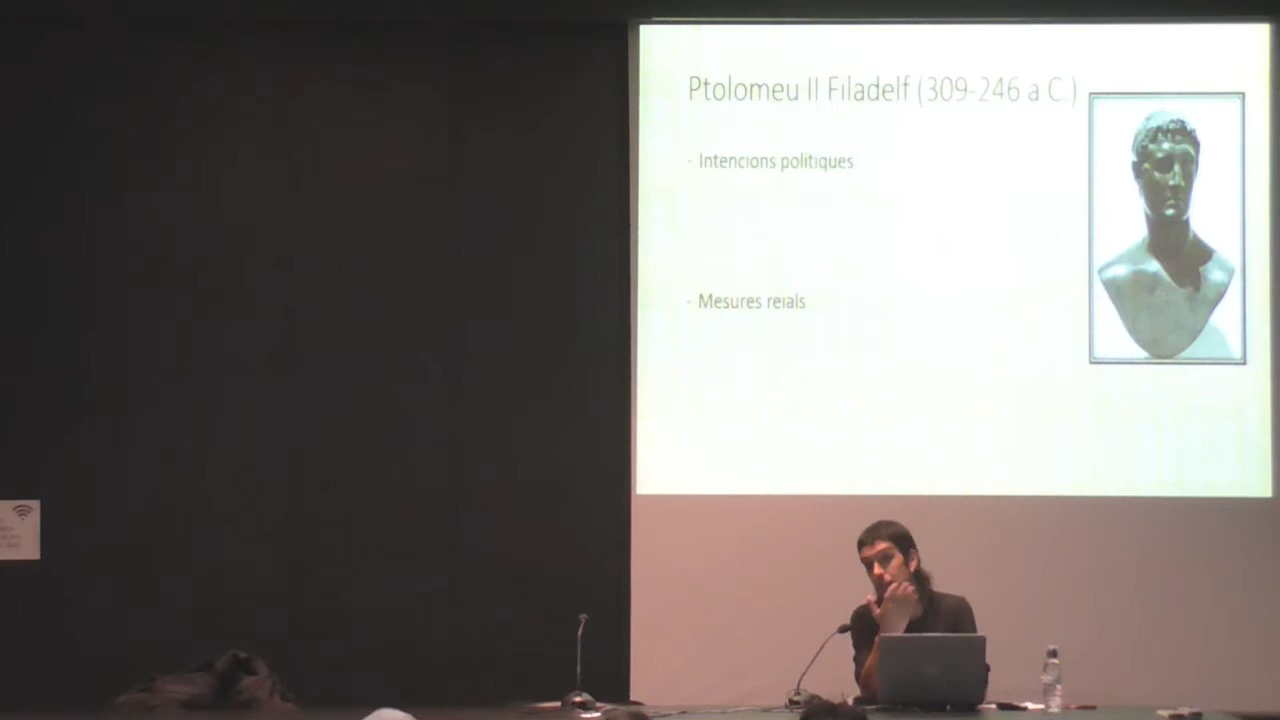 Ptolomeu II Filadelf (309-246 a C.)
- Intencions polítiques
- Mesures reials